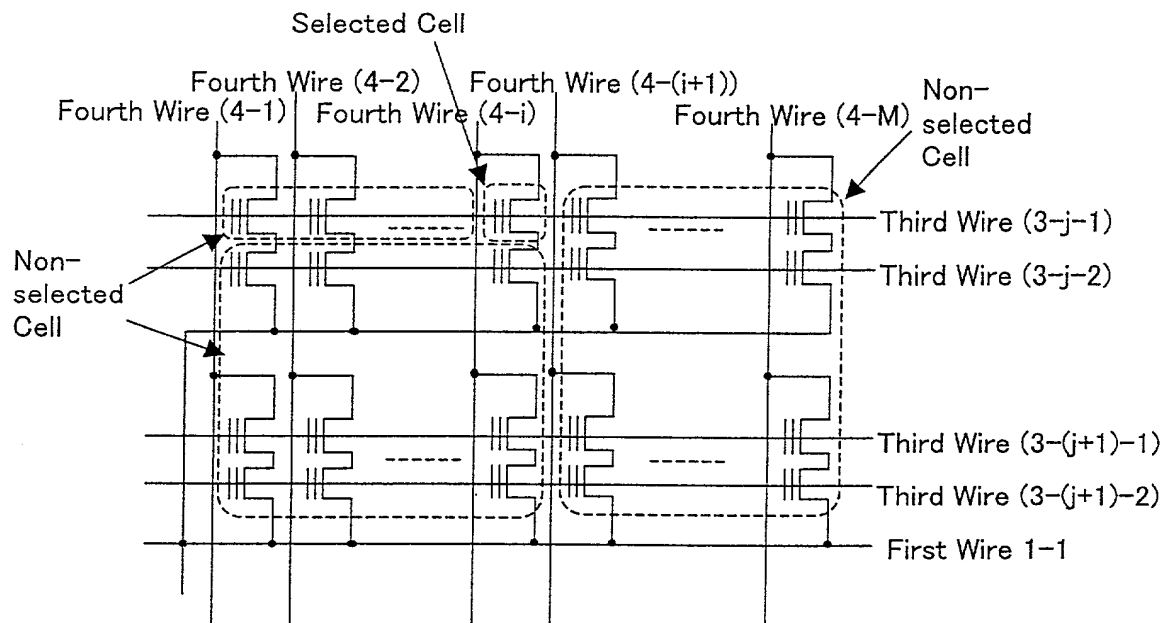 Selected Cell
Fourth Wire (4-2)
Fourth Wire (4-(i+1))
Fourth Wire (4-1)
Fourth Wire (4-i)
Fourth Wire (4-M)
Non-
selected
Cell
Third Wire (3-j-1)
Third Wire (3-j-2)
Non-
selected
Cell
Third Wire (3-(j+1)-1)
Third Wire (3-(j+1)-2)
First Wire 1-1